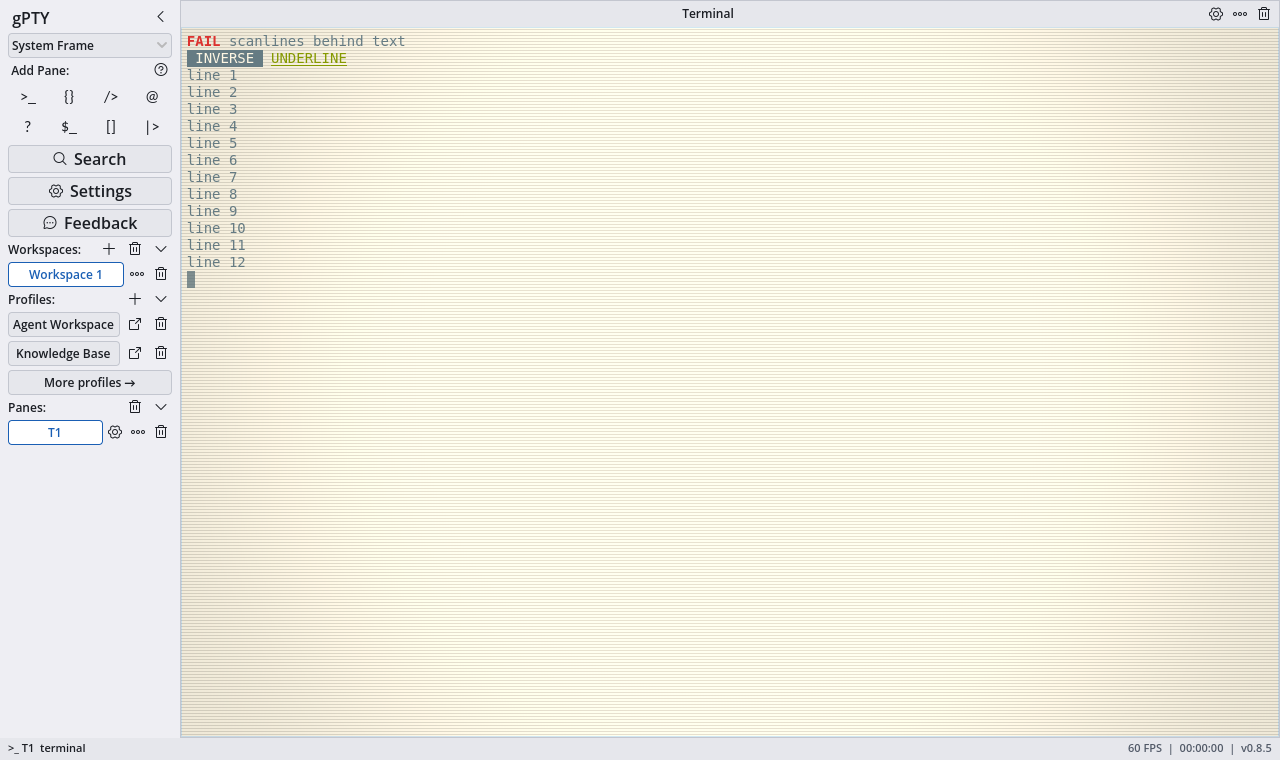 gPTY
Terminal
System Frame
Add Pane:
>_ {} /> @
? $_ [] |>
Search
Settings
Feedback
Workspaces:
Workspace 1
Profiles:
Agent Workspace
Knowledge Base
More profiles →
Panes:
T1
FAIL scanlines behind text
INVERSE UNDERLINE
line 1
line 2
line 3
line 4
line 5
line 6
line 7
line 8
line 9
line 10
line 11
line 12
>_ T1 terminal
60 FPS | 00:00:00 | v0.8.5